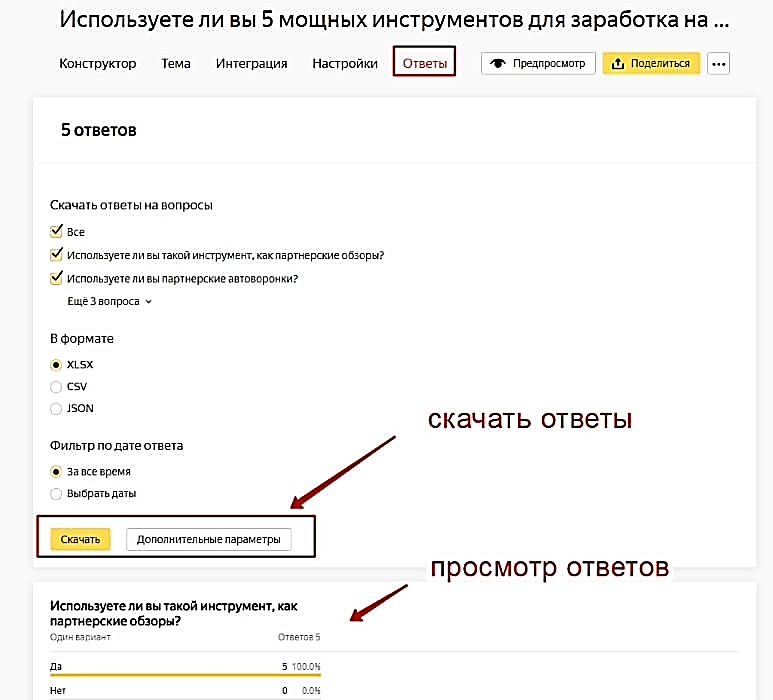 Используете ли вы 5 мощных инструментов для заработка на ...
Конструктор Тема Интеграция Настройки Ответы Предпросмотр Поделиться
5 ответов
Скачать ответы на вопросы
Все
Используете ли вы такой инструмент, как партнерские обзоры?
Используете ли вы партнерские автоворонки?
Ещё 3 вопроса
В формате
XLSX
CSV
JSON
скачать ответы
Фильтр по дате ответа
За все время
Выбрать даты
Скачать Дополнительные параметры
просмотр ответов
Используете ли вы такой инструмент, как
партнерские обзоры?
Один вариант Ответов 5
Да 5 100.0%
Нет 0 0.0%